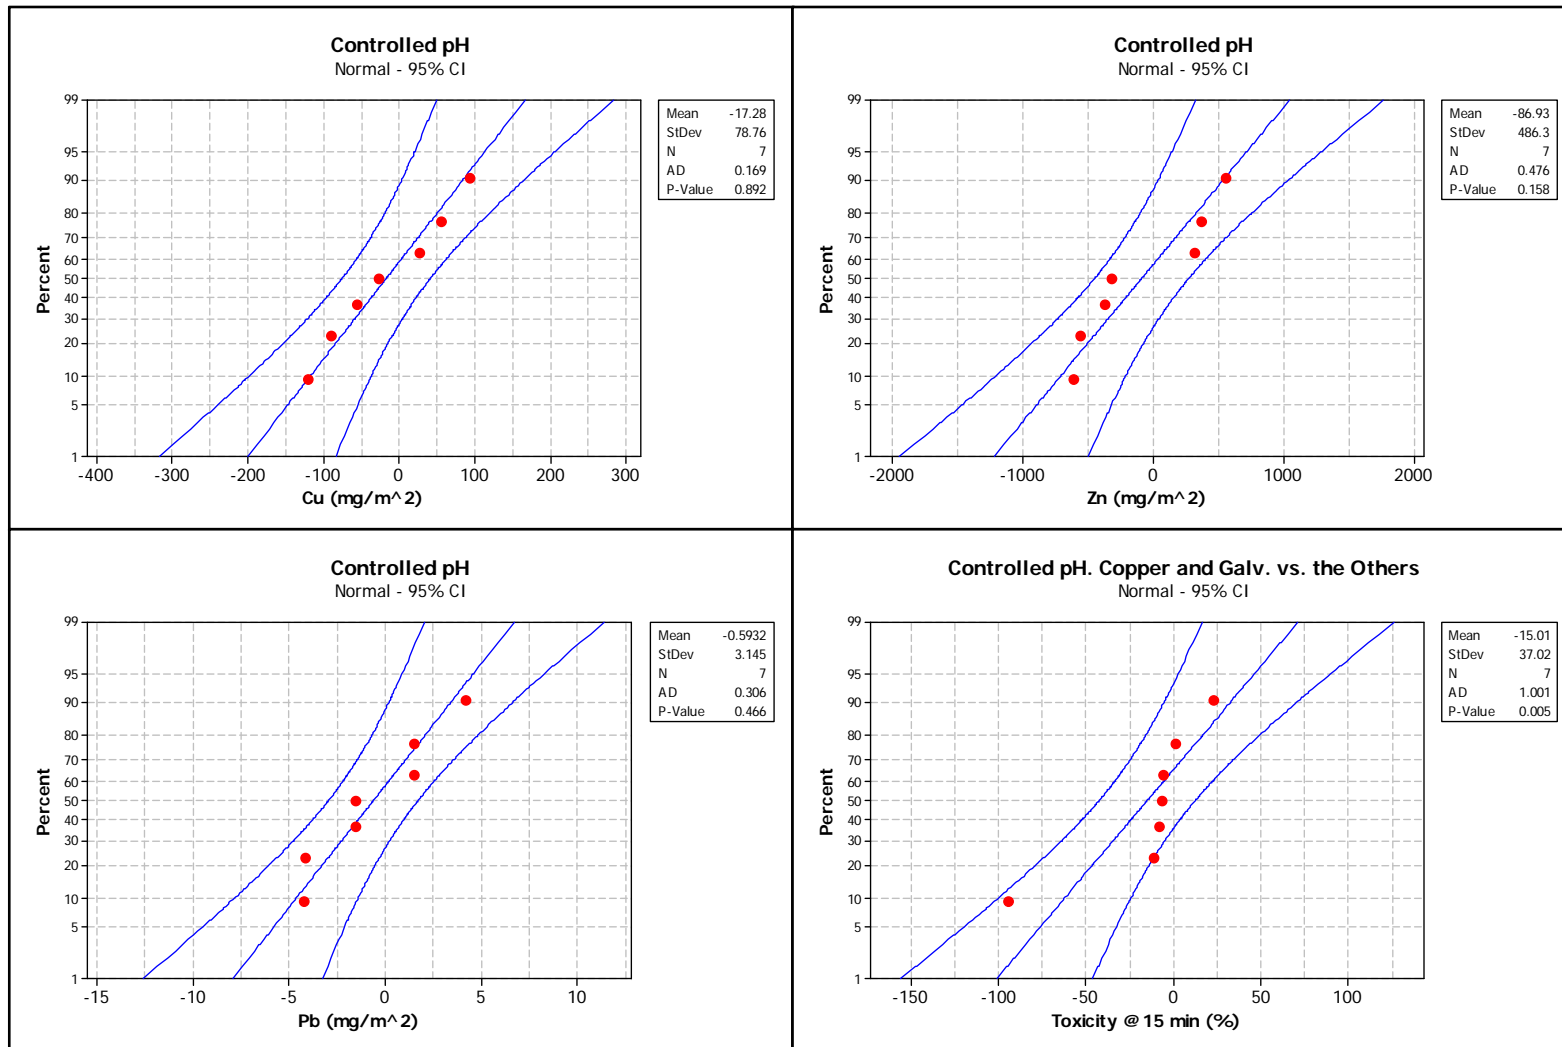 Controlled pH
Normal - 95% CI
99
95
90
80
70
60
50
40
30
20
10
5
1
Percent
-400 -300 -200 -100 0 100 200 300
Cu (mg/m^2)
Mean -17.28
StDev 78.76
N 7
AD 0.169
P-Value 0.892
Controlled pH
Normal - 95% CI
99
95
90
80
70
60
50
40
30
20
10
5
1
Percent
-2000 -1000 0 1000 2000
Zn (mg/m^2)
Mean -86.93
StDev 486.3
N 7
AD 0.476
P-Value 0.158
Controlled pH
Normal - 95% CI
99
95
90
80
70
60
50
40
30
20
10
5
1
Percent
-15 -10 -5 0 5 10
Pb (mg/m^2)
Mean -0.5932
StDev 3.145
N 7
AD 0.306
P-Value 0.466
Controlled pH. Copper and Galv. vs. the Others
Normal - 95% CI
99
95
90
80
70
60
50
40
30
20
10
5
1
Percent
-150 -100 -50 0 50 100
Toxicity @ 15 min (%)
Mean -15.01
StDev 37.02
N 7
AD 1.001
P-Value 0.005